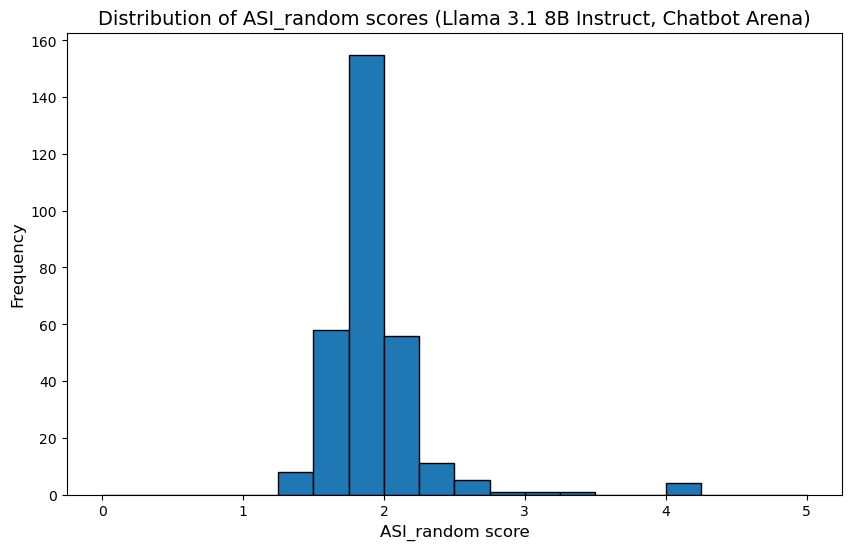 Distribution of ASI_random scores (Llama 3.1 8B Instruct, Chatbot Arena)
160
140
120
100
80
60
40
20
0
Frequency
0 1 2 3 4 5
ASI_random score